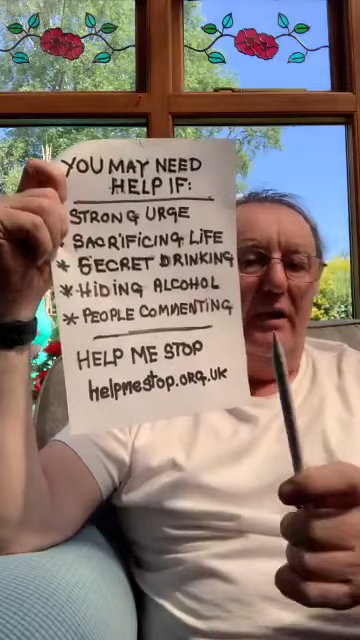 YOU MAY NEED
HELP IF:
STRONG URGE
* SACRIFICING LIFE
* SECRET DRINKING
* HIDING ALCOHOL
* PEOPLE COMMENTING
HELP ME STOP
helpmestop.org.uk